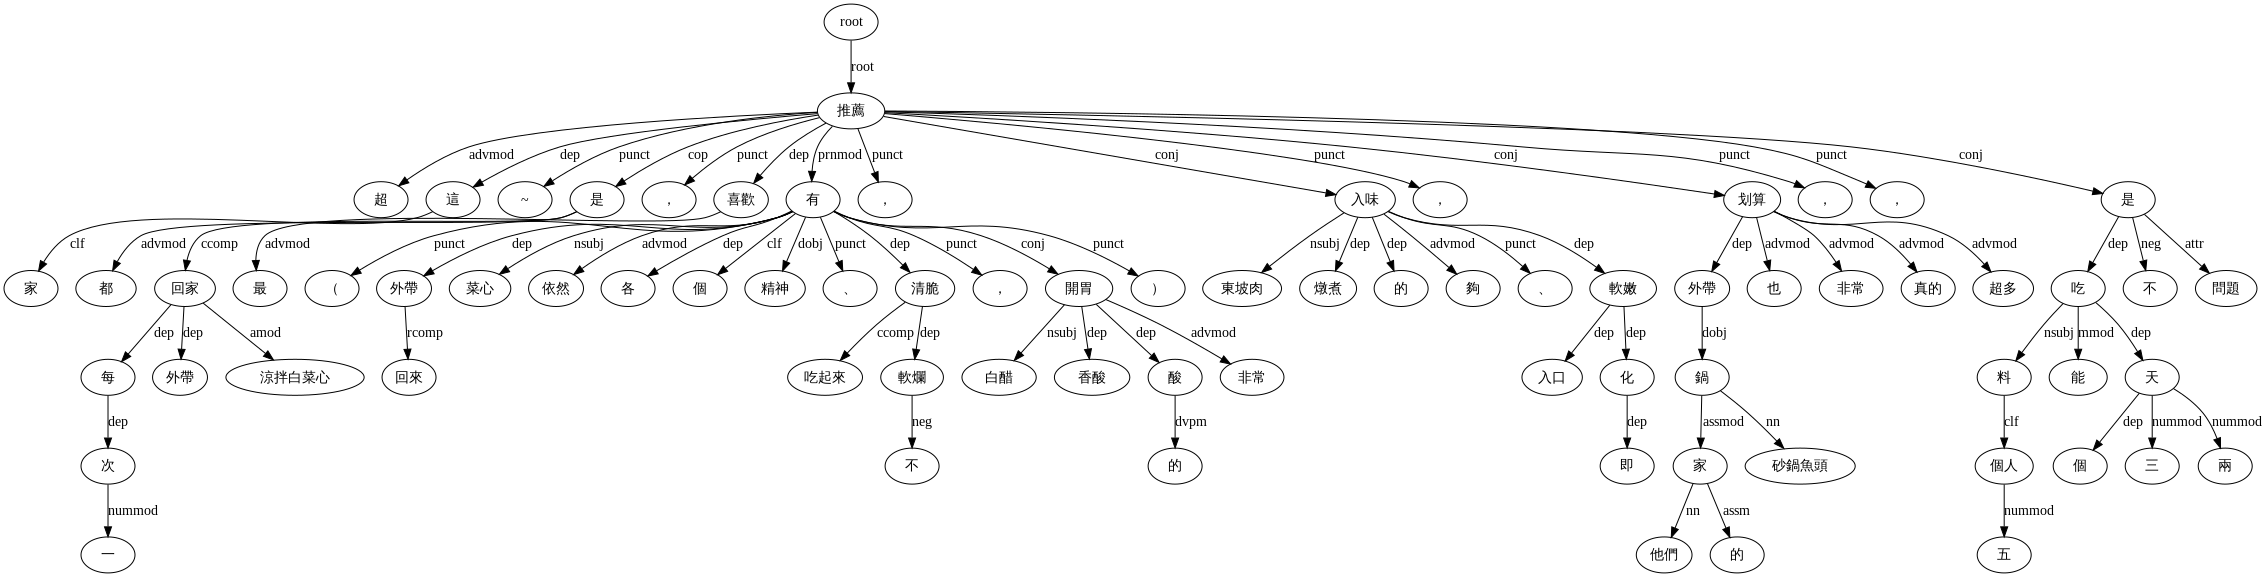 root
root
推薦
advmod dep punct cop punct dep prnmod punct conj punct conj punct punct conj
超 這 ~ 是 ， 喜歡 有 ， 入味 ， 划算 ， ， 是
clf advmod ccomp advmod punct dep nsubj advmod dep clf dobj punct dep punct conj punct nsubj dep dep advmod punct dep dep advmod advmod advmod advmod dep neg attr
家 都 回家 最 （ 外帶 菜心 依然 各 個 精神 、 清脆 ， 開胃 ） 東坡肉 燉煮 的 夠 、 軟嫩 外帶 也 非常 真的 超多 吃 不 問題
dep dep amod rcomp ccomp dep nsubj dep dep advmod dep dep dobj nsubj mmod dep
每 外帶 涼拌白菜心 回來 吃起來 軟爛 白醋 香酸 酸 非常 入口 化 鍋 料 能 天
dep neg dvpm dep assmod nn clf dep nummod nummod
次 不 的 即 家 砂鍋魚頭 個人 個 三 兩
nummod nn assm nummod
一 他們 的 五